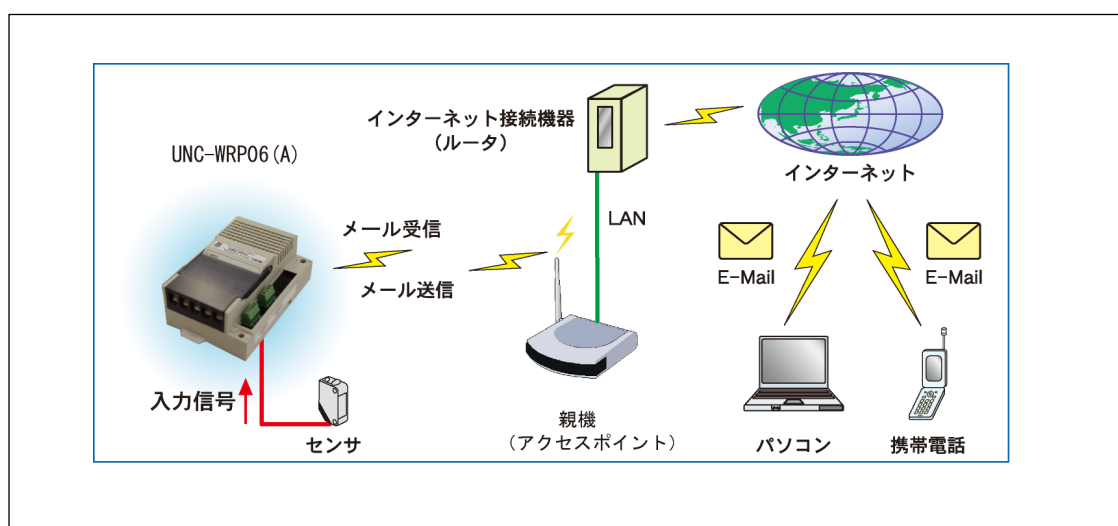 インターネット接続機器
(ルータ)
UNC-WRP06(A)
インターネット
LAN
メール受信
メール送信
E-Mail
E-Mail
入力信号
センサ
親機
(アクセスポイント)
パソコン
携帯電話